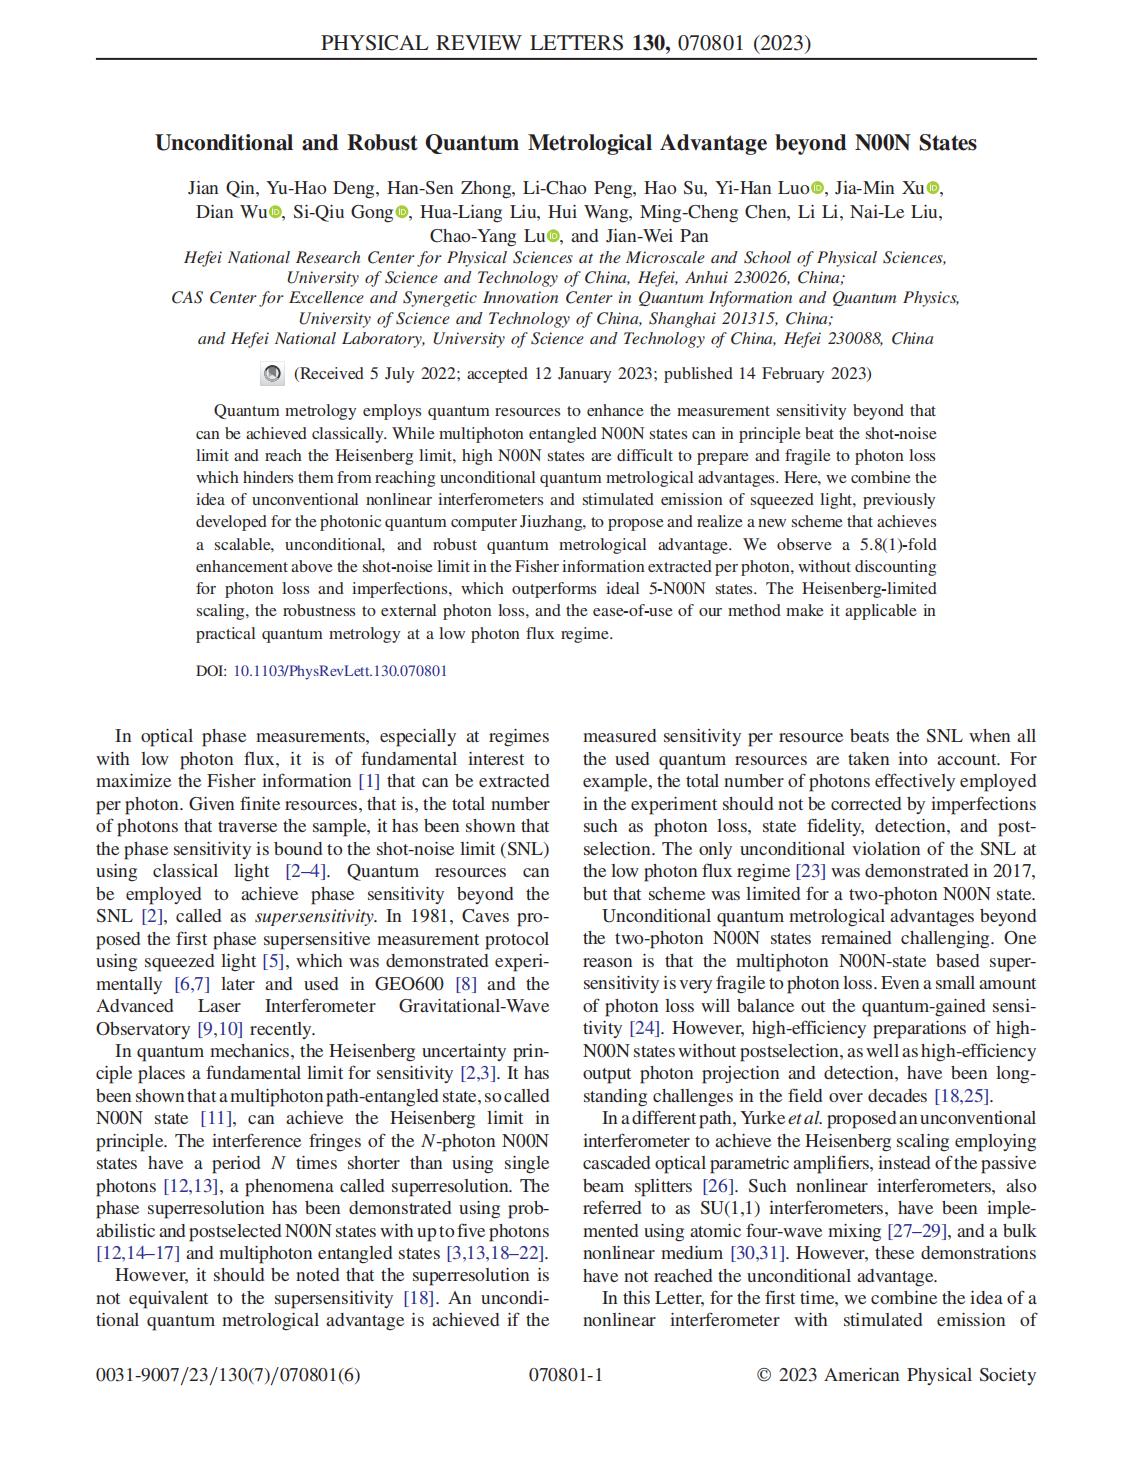 PHYSICAL REVIEW LETTERS 130, 070801 (2023)
Unconditional and Robust Quantum Metrological Advantage beyond N00N States
Jian Qin, Yu-Hao Deng, Han-Sen Zhong, Li-Chao Peng, Hao Su, Yi-Han Luo, Jia-Min Xu,
Dian Wu, Si-Qiu Gong, Hua-Liang Liu, Hui Wang, Ming-Cheng Chen, Li Li, Nai-Le Liu,
Chao-Yang Lu, and Jian-Wei Pan
Hefei National Research Center for Physical Sciences at the Microscale and School of Physical Sciences,
University of Science and Technology of China, Hefei, Anhui 230026, China;
CAS Center for Excellence and Synergetic Innovation Center in Quantum Information and Quantum Physics,
University of Science and Technology of China, Shanghai 201315, China;
and Hefei National Laboratory, University of Science and Technology of China, Hefei 230088, China
(Received 5 July 2022; accepted 12 January 2023; published 14 February 2023)
Quantum metrology employs quantum resources to enhance the measurement sensitivity beyond that
can be achieved classically. While multiphoton entangled N00N states can in principle beat the shot-noise
limit and reach the Heisenberg limit, high N00N states are difficult to prepare and fragile to photon loss
which hinders them from reaching unconditional quantum metrological advantages. Here, we combine the
idea of unconventional nonlinear interferometers and stimulated emission of squeezed light, previously
developed for the photonic quantum computer Jiuzhang, to propose and realize a new scheme that achieves
a scalable, unconditional, and robust quantum metrological advantage. We observe a 5.8(1)-fold
enhancement above the shot-noise limit in the Fisher information extracted per photon, without discounting
for photon loss and imperfections, which outperforms ideal 5-N00N states. The Heisenberg-limited
scaling, the robustness to external photon loss, and the ease-of-use of our method make it applicable in
practical quantum metrology at a low photon flux regime.
DOI: 10.1103/PhysRevLett.130.070801
In optical phase measurements, especially at regimes
with low photon flux, it is of fundamental interest to
maximize the Fisher information [1] that can be extracted
per photon. Given finite resources, that is, the total number
of photons that traverse the sample, it has been shown that
the phase sensitivity is bound to the shot-noise limit (SNL)
using classical light [2–4]. Quantum resources can
be employed to achieve phase sensitivity beyond the
SNL [2], called as supersensitivity. In 1981, Caves pro-
posed the first phase supersensitive measurement protocol
using squeezed light [5], which was demonstrated experi-
mentally [6,7] later and used in GEO600 [8] and the
Advanced Laser Interferometer Gravitational-Wave
Observatory [9,10] recently.
In quantum mechanics, the Heisenberg uncertainty prin-
ciple places a fundamental limit for sensitivity [2,3]. It has
been shown that a multiphoton path-entangled state, so called
N00N state [11], can achieve the Heisenberg limit in
principle. The interference fringes of the N-photon N00N
states have a period N times shorter than using single
photons [12,13], a phenomena called superresolution. The
phase superresolution has been demonstrated using prob-
abilistic and postselected N00N states with up to five photons
[12,14–17] and multiphoton entangled states [3,13,18–22].
However, it should be noted that the superresolution is
not equivalent to the supersensitivity [18]. An uncondi-
tional quantum metrological advantage is achieved if the
measured sensitivity per resource beats the SNL when all
the used quantum resources are taken into account. For
example, the total number of photons effectively employed
in the experiment should not be corrected by imperfections
such as photon loss, state fidelity, detection, and post-
selection. The only unconditional violation of the SNL at
the low photon flux regime [23] was demonstrated in 2017,
but that scheme was limited for a two-photon N00N state.
Unconditional quantum metrological advantages beyond
the two-photon N00N states remained challenging. One
reason is that the multiphoton N00N-state based super-
sensitivity is very fragile to photon loss. Even a small amount
of photon loss will balance out the quantum-gained sensi-
tivity [24]. However, high-efficiency preparations of high-
N00N states without postselection, as well as high-efficiency
output photon projection and detection, have been long-
standing challenges in the field over decades [18,25].
In a different path, Yurke et al. proposed an unconventional
interferometer to achieve the Heisenberg scaling employing
cascaded optical parametric amplifiers, instead of the passive
beam splitters [26]. Such nonlinear interferometers, also
referred to as SU(1,1) interferometers, have been imple-
mented using atomic four-wave mixing [27–29], and a bulk
nonlinear medium [30,31]. However, these demonstrations
have not reached the unconditional advantage.
In this Letter, for the first time, we combine the idea of a
nonlinear interferometer with stimulated emission of
0031-9007/23/130(7)/070801(6)
070801-1
© 2023 American Physical Society